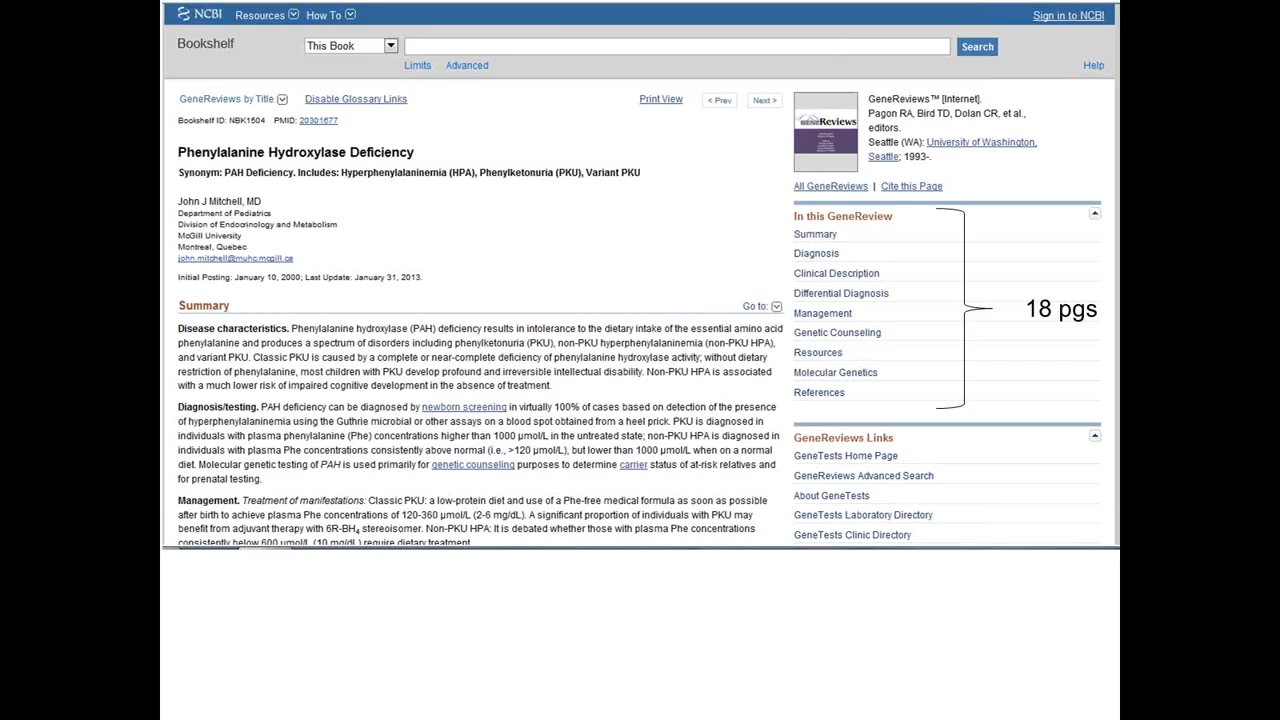 NCBI Resources How To Sign in to NCBI
Bookshelf This Book Search
Limits Advanced Help
GeneReviews by Title Disable Glossary Links Print View < Prev Next >
Bookshelf ID: NBK1504 PMID: 20301677
Phenylalanine Hydroxylase Deficiency
Synonym: PAH Deficiency. Includes: Hyperphenylalaninemia (HPA), Phenylketonuria (PKU), Variant PKU
John J Mitchell, MD
Department of Pediatrics
Division of Endocrinology and Metabolism
McGill University
Montreal, Quebec
john.mitchell@muhc.mcgill.ca
Initial Posting: January 10, 2000; Last Update: January 31, 2013.
Summary Go to:
Disease characteristics. Phenylalanine hydroxylase (PAH) deficiency results in intolerance to the dietary intake of the essential amino acid
phenylalanine and produces a spectrum of disorders including phenylketonuria (PKU), non-PKU hyperphenylalaninemia (non-PKU HPA),
and variant PKU. Classic PKU is caused by a complete or near-complete deficiency of phenylalanine hydroxylase activity; without dietary
restriction of phenylalanine, most children with PKU develop profound and irreversible intellectual disability. Non-PKU HPA is associated
with a much lower risk of impaired cognitive development in the absence of treatment.
Diagnosis/testing. PAH deficiency can be diagnosed by newborn screening in virtually 100% of cases based on detection of the presence
of hyperphenylalaninemia using the Guthrie microbial or other assays on a blood spot obtained from a heel prick. PKU is diagnosed in
individuals with plasma phenylalanine (Phe) concentrations higher than 1000 µmol/L in the untreated state; non-PKU HPA is diagnosed in
individuals with plasma Phe concentrations consistently above normal (i.e., >120 µmol/L), but lower than 1000 µmol/L when on a normal
diet. Molecular genetic testing of PAH is used primarily for genetic counseling purposes to determine carrier status of at-risk relatives and
for prenatal testing.
Management. Treatment of manifestations: Classic PKU: a low-protein diet and use of a Phe-free medical formula as soon as possible
after birth to achieve plasma Phe concentrations of 120-360 µmol/L (2-6 mg/dL). A significant proportion of individuals with PKU may
benefit from adjuvant therapy with 6R-BH4 stereoisomer. Non-PKU HPA: It is debated whether those with plasma Phe concentrations
consistently below 600 µmol/L (10 mg/dL) require dietary treatment.
GeneReviews
GeneReviews™ [Internet].
Pagon RA, Bird TD, Dolan CR, et al.,
editors.
Seattle (WA): University of Washington,
Seattle; 1993-.
All GeneReviews | Cite this Page
In this GeneReview
Summary
Diagnosis
Clinical Description
Differential Diagnosis
Management
Genetic Counseling
Resources
Molecular Genetics
References
18 pgs
GeneReviews Links
GeneTests Home Page
GeneReviews Advanced Search
About GeneTests
GeneTests Laboratory Directory
GeneTests Clinic Directory